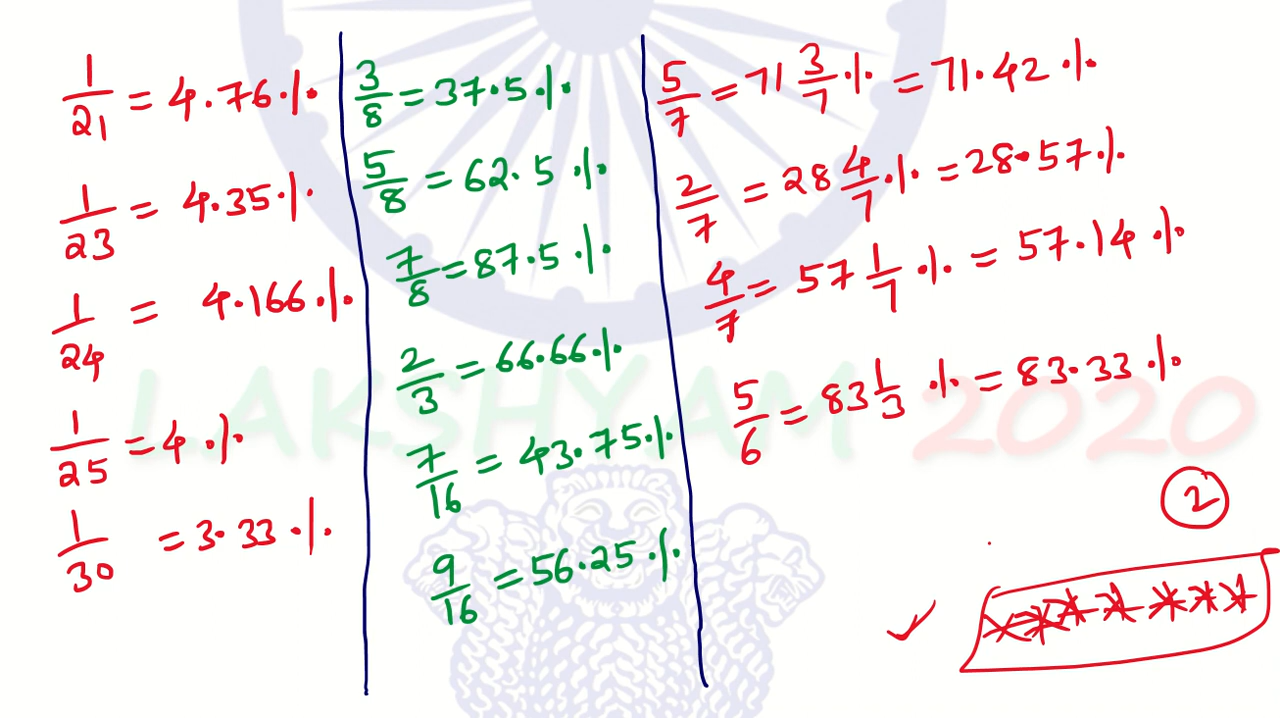 1/21 = 4.76%
1/23 = 4.35%
1/24 = 4.166%
1/25 = 4%
1/30 = 3.33%
3/8 = 37.5%
5/8 = 62.5%
7/8 = 87.5%
2/3 = 66.66%
7/16 = 43.75%
9/16 = 56.25%
5/7 = 71 3/7% = 71.42%
2/7 = 28 4/7% = 28.57%
4/7 = 57 1/7% = 57.14%
5/6 = 83 1/3% = 83.33%
2
LAKSHYAM 2020